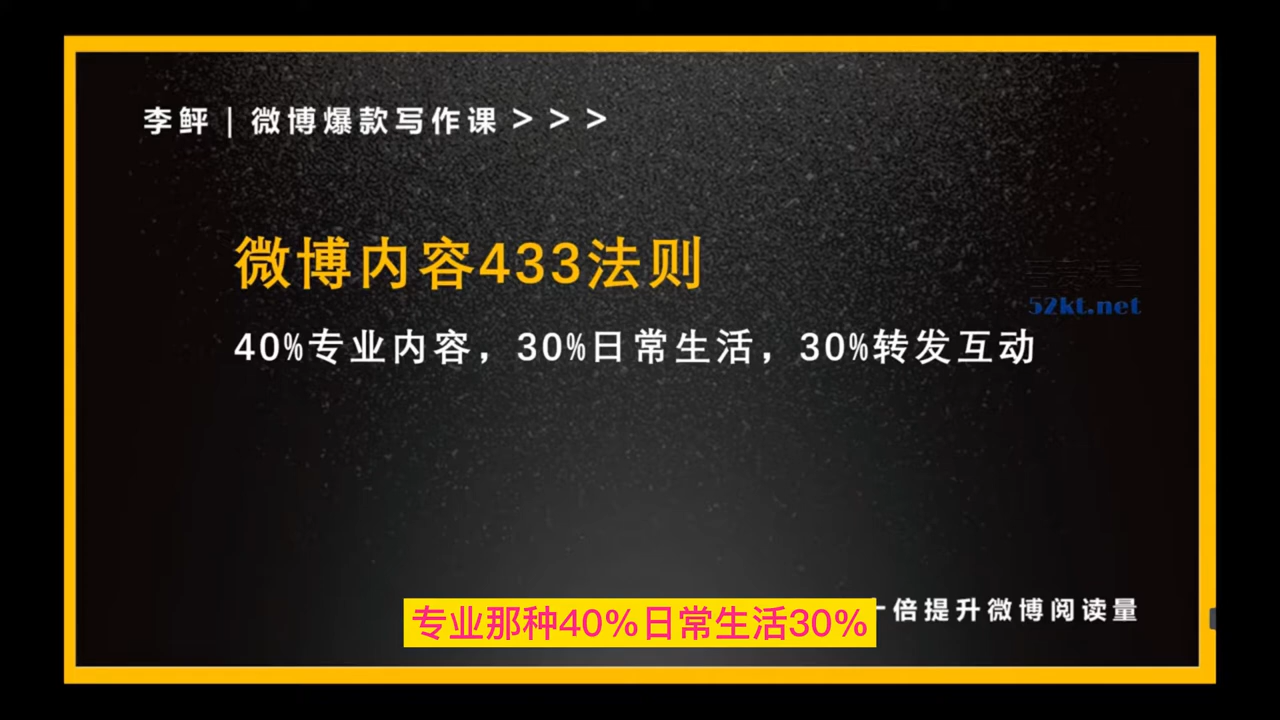 李鲆｜微博爆款写作课＞＞＞
微博内容433法则
52kt.net
40%专业内容，30%日常生活，30%转发互动
倍提升微博阅读量
专业那种40%日常生活30%